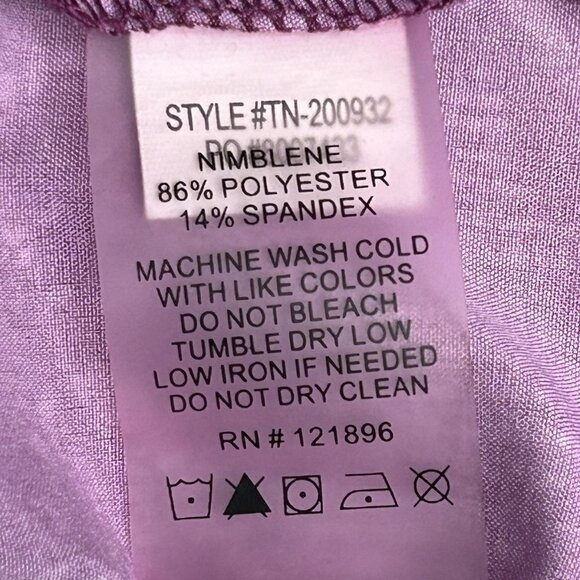 STYLE #TN-200932
NIMBLENE
86% POLYESTER
14% SPANDEX
MACHINE WASH COLD
WITH LIKE COLORS
DO NOT BLEACH
TUMBLE DRY LOW
LOW IRON IF NEEDED
DO NOT DRY CLEAN
RN # 121896